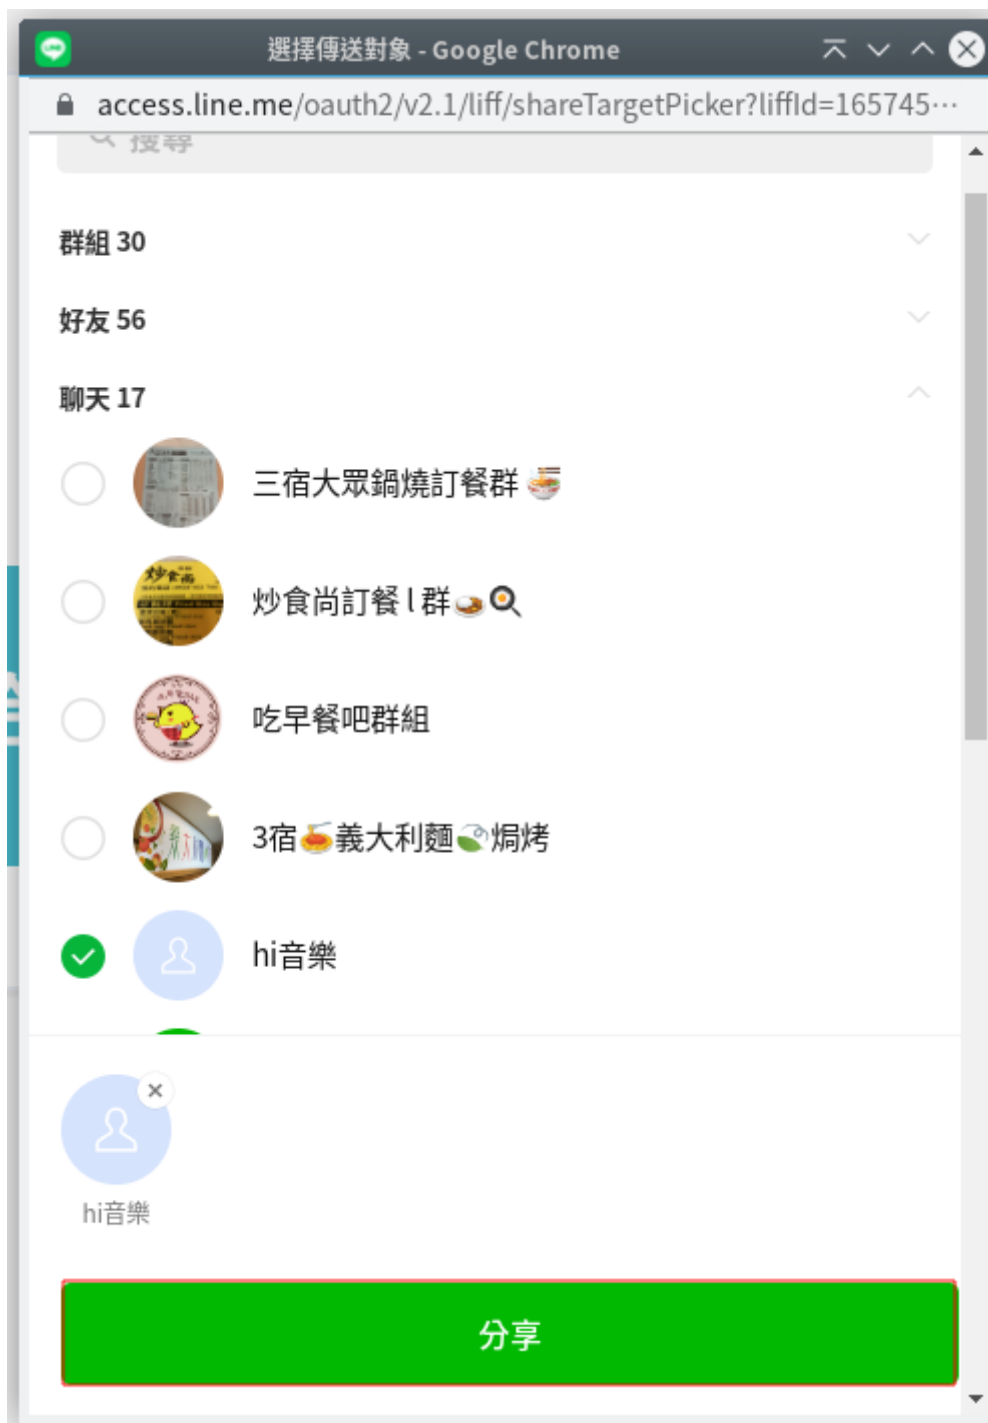 選擇傳送對象 - Google Chrome
access.line.me/oauth2/v2.1/liff/shareTargetPicker?liffId=165745…
搜尋
群組 30
好友 56
聊天 17
三宿大眾鍋燒訂餐群🍜
炒食尚訂餐 l 群🍛🍳
吃早餐吧群組
3宿🍝義大利麵🍃焗烤
hi音樂
hi音樂
分享